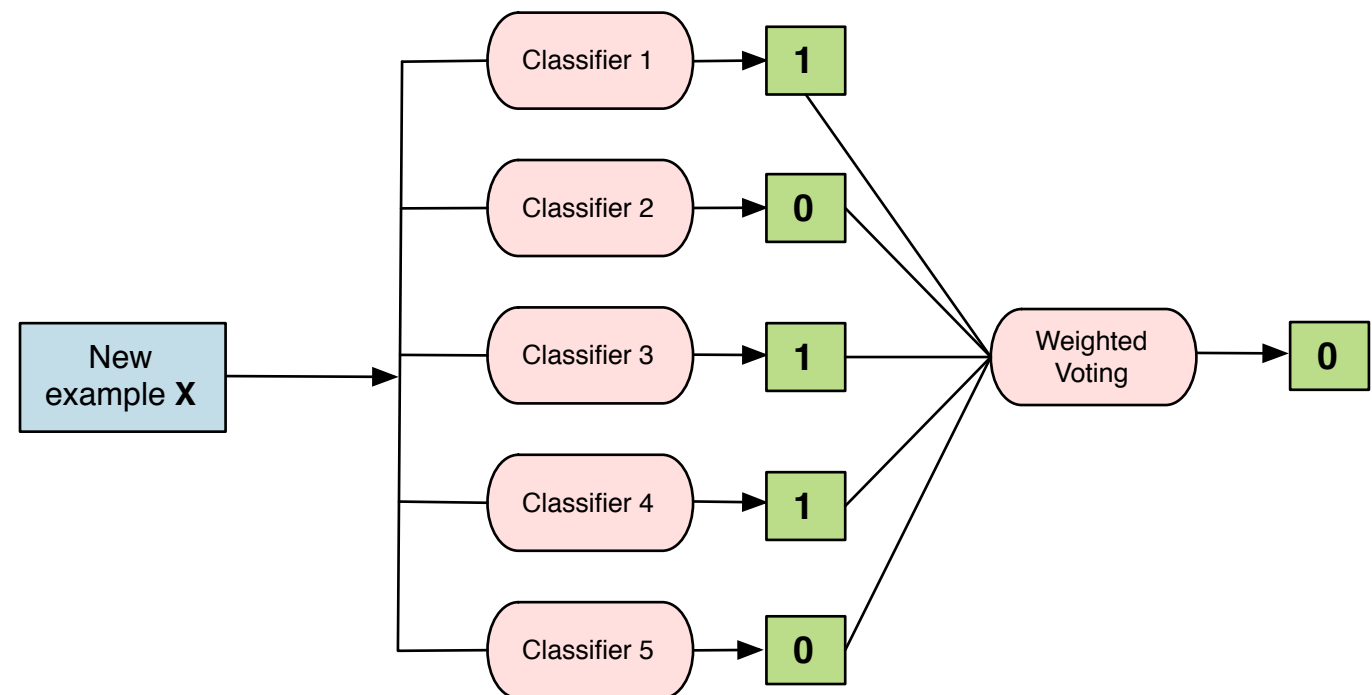 New
example X
Classifier 1
1
Classifier 2
0
Classifier 3
1
Classifier 4
1
Classifier 5
0
Weighted
Voting
0